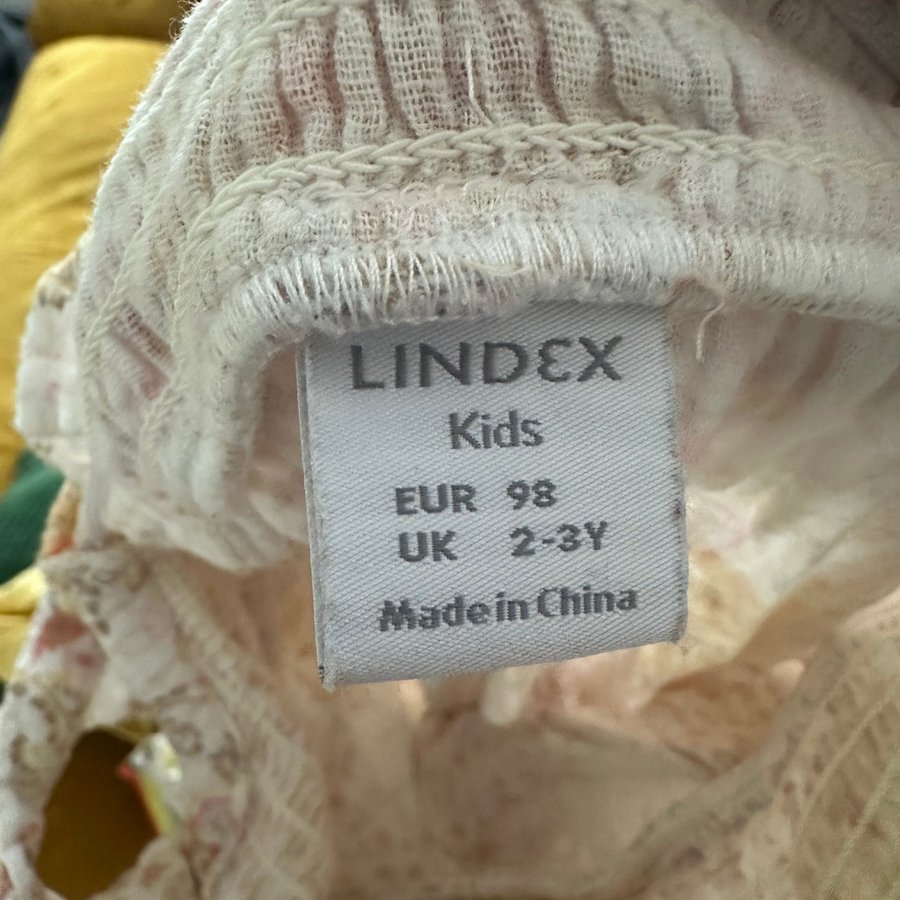 LINDEX
Kids
EUR 98
UK 2-3Y
Made in China